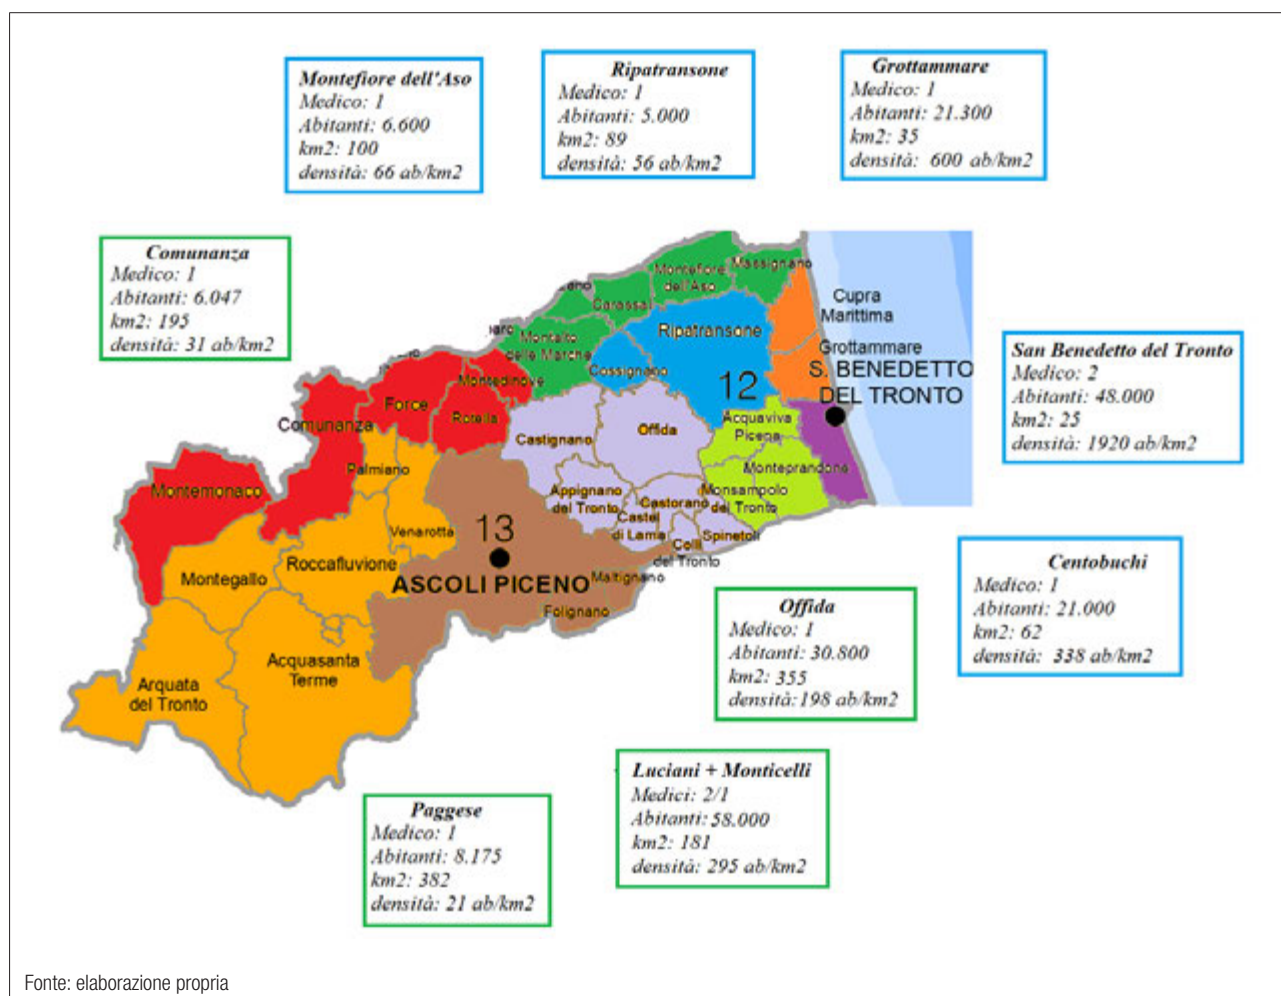 Montefiore dell'Aso
Medico: 1
Abitanti: 6.600
km2: 100
densità: 66 ab/km2
Ripatransone
Medico: 1
Abitanti: 5.000
km2: 89
densità: 56 ab/km2
Grottammare
Medico: 1
Abitanti: 21.300
km2: 35
densità: 600 ab/km2
Comunanza
Medico: 1
Abitanti: 6.047
km2: 195
densità: 31 ab/km2
San Benedetto del Tronto
Medico: 2
Abitanti: 48.000
km2: 25
densità: 1920 ab/km2
Centobuchi
Medico: 1
Abitanti: 21.000
km2: 62
densità: 338 ab/km2
Offida
Medico: 1
Abitanti: 30.800
km2: 355
densità: 198 ab/km2
Luciani + Monticelli
Medici: 2/1
Abitanti: 58.000
km2: 181
densità: 295 ab/km2
Paggese
Medico: 1
Abitanti: 8.175
km2: 382
densità: 21 ab/km2
Massignano
Montefiore
dell'Aso
Carassai
Cupra
Marittima
Ripatransone
Montalto
delle Marche
Grottammare
S. BENEDETTO
DEL TRONTO
Cossignano
12
Montedinove
Force
Rotella
Comunanza
Castignano
Offida
Acquaviva
Picena
Monteprandone
Palmiano
Montemonaco
Appignano
del Tronto
Castorano
Monsampolo
del Tronto
Castel
di Lama
Venarotta
13
Colli
del Tronto
Spinetoli
Roccafluvione
Montegallo
ASCOLI PICENO
Maltignano
Folignano
Acquasanta
Terme
Arquata
del Tronto
Fonte: elaborazione propria